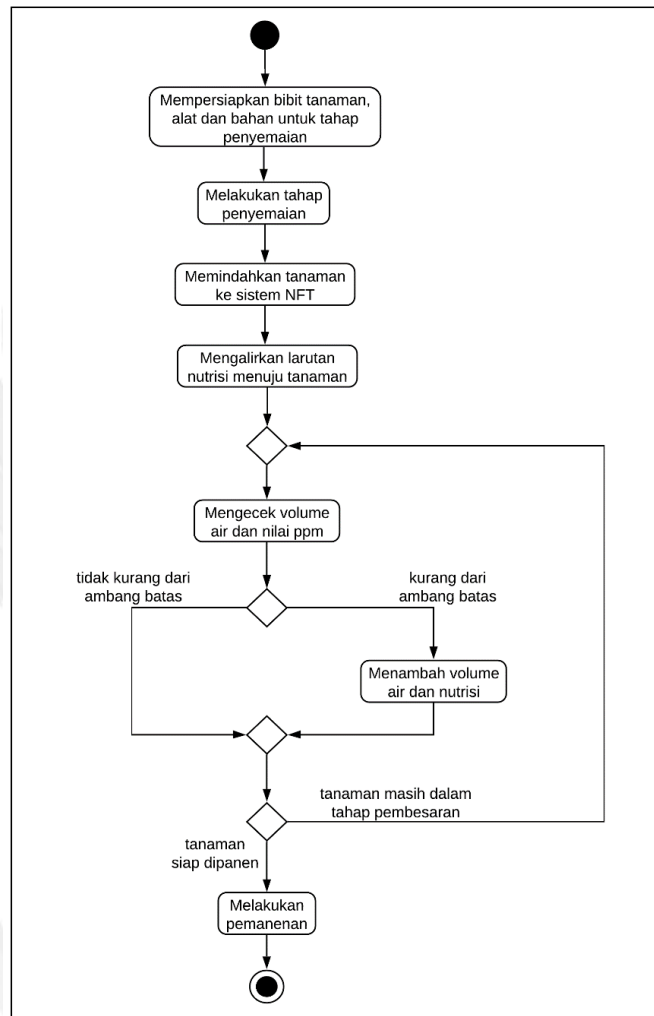 Mempersiapkan bibit tanaman,
alat dan bahan untuk tahap
penyemaian
Melakukan tahap
penyemaian
Memindahkan tanaman
ke sistem NFT
Mengalirkan larutan
nutrisi menuju tanaman
Mengecek volume
air dan nilai ppm
tidak kurang dari
ambang batas
kurang dari
ambang batas
Menambah volume
air dan nutrisi
tanaman masih dalam
tahap pembesaran
tanaman
siap dipanen
Melakukan
pemanenan